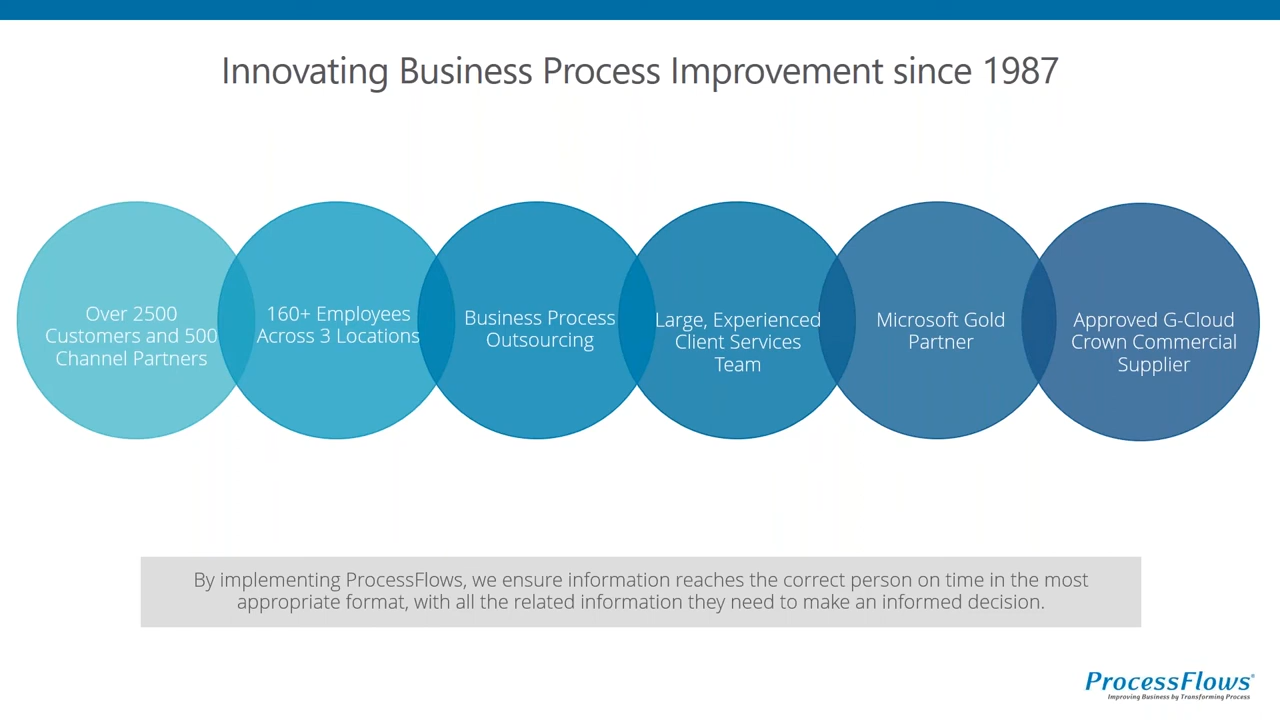 Innovating Business Process Improvement since 1987
Over 2500
Customers and 500
Channel Partners
160+ Employees
Across 3 Locations
Business Process
Outsourcing
Large, Experienced
Client Services
Team
Microsoft Gold
Partner
Approved G-Cloud
Crown Commercial
Supplier
By implementing ProcessFlows, we ensure information reaches the correct person on time in the most
appropriate format, with all the related information they need to make an informed decision.
ProcessFlows®
Improving Business by Transforming Process